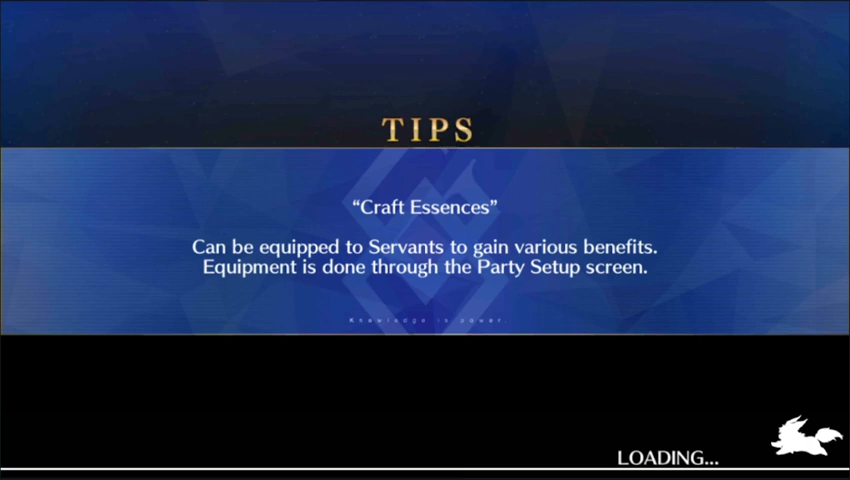 TIPS
“Craft Essences”
Can be equipped to Servants to gain various benefits.
Equipment is done through the Party Setup screen.
Knowledge is power.
LOADING...